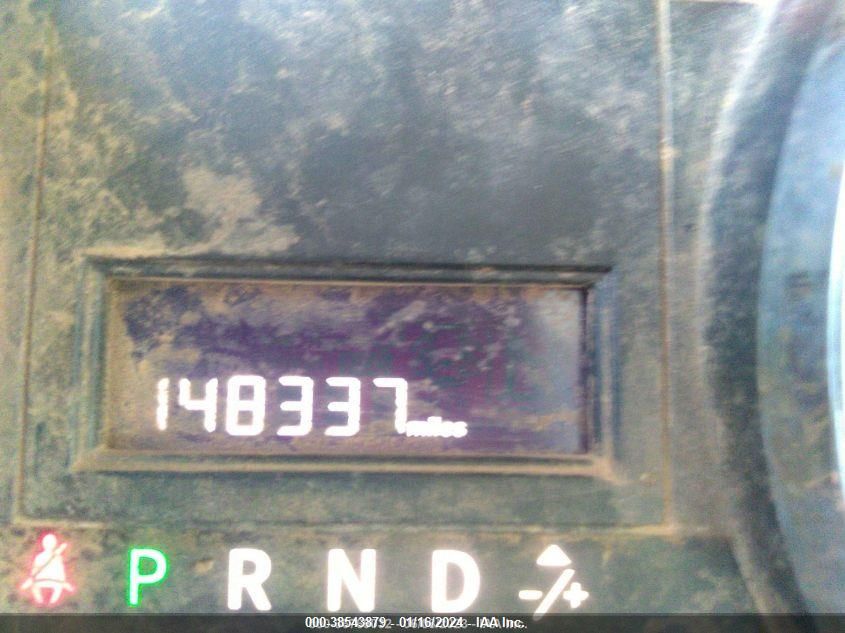 148337 miles
P R N D -/+
000-38543879 - 01/16/2024 - IAA Inc.